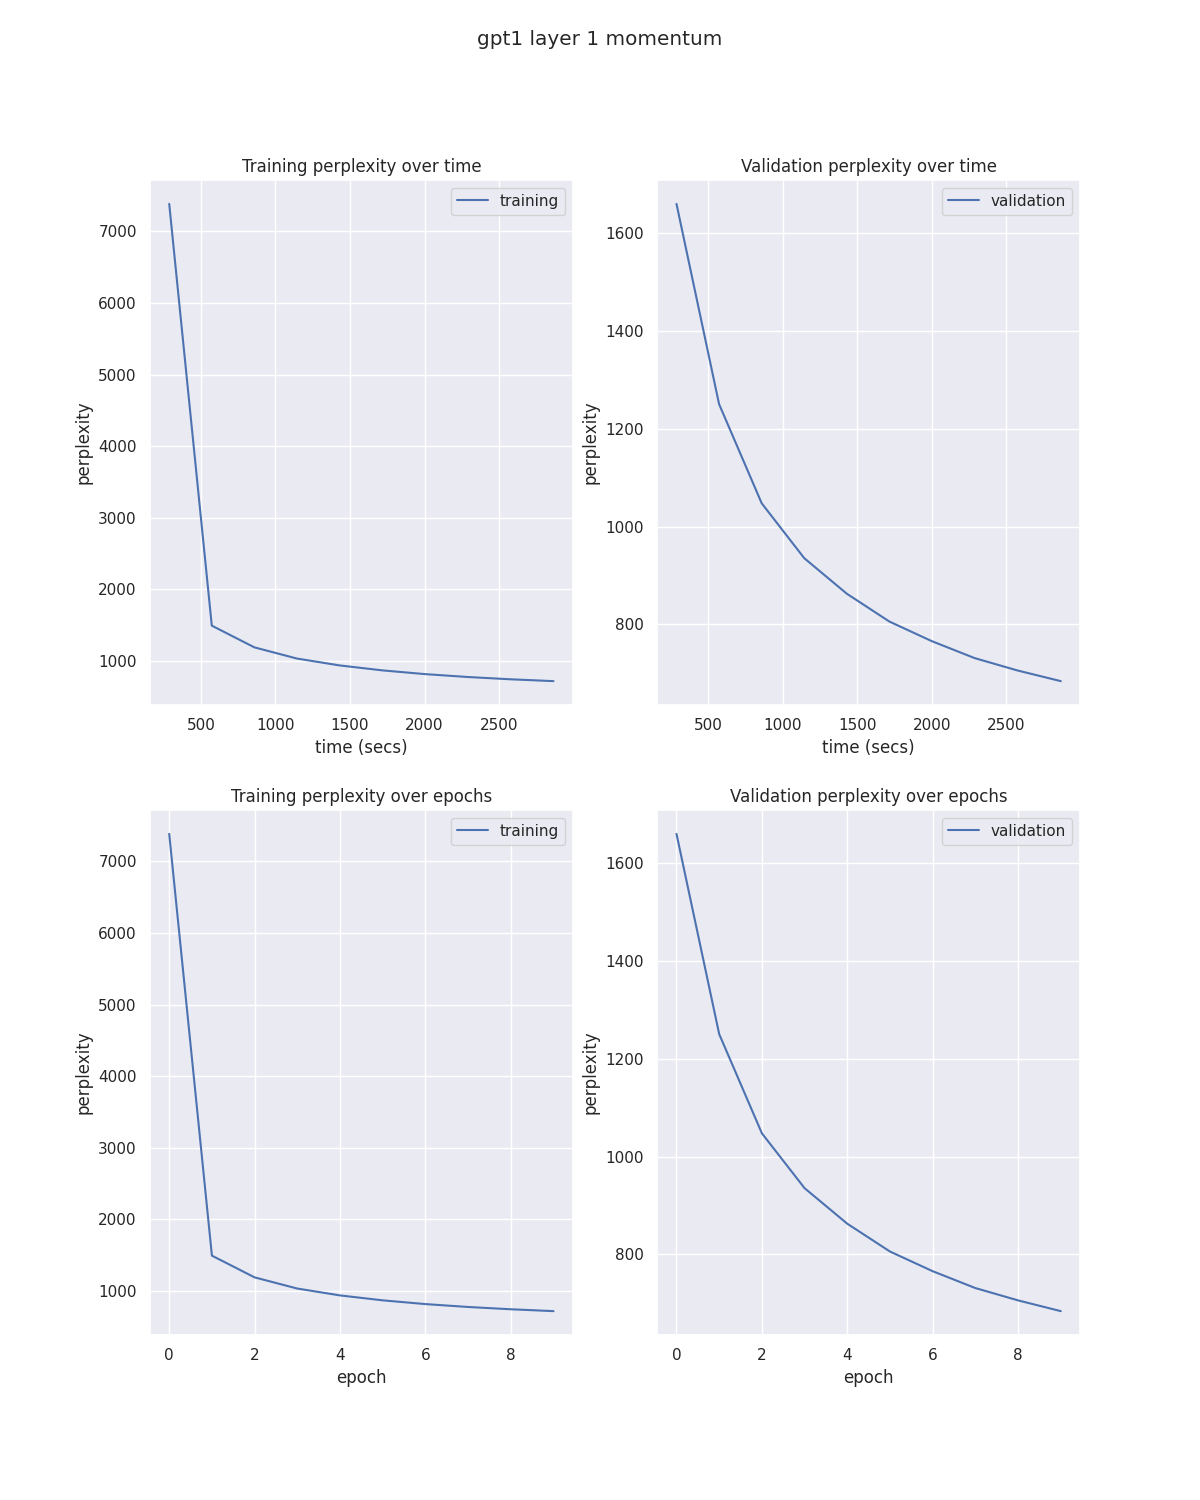 gpt1 layer 1 momentum
Training perplexity over time
training
7000
6000
5000
4000
3000
2000
1000
perplexity
500 1000 1500 2000 2500
time (secs)
Validation perplexity over time
validation
1600
1400
1200
1000
800
perplexity
500 1000 1500 2000 2500
time (secs)
Training perplexity over epochs
training
7000
6000
5000
4000
3000
2000
1000
perplexity
0 2 4 6 8
epoch
Validation perplexity over epochs
validation
1600
1400
1200
1000
800
perplexity
0 2 4 6 8
epoch